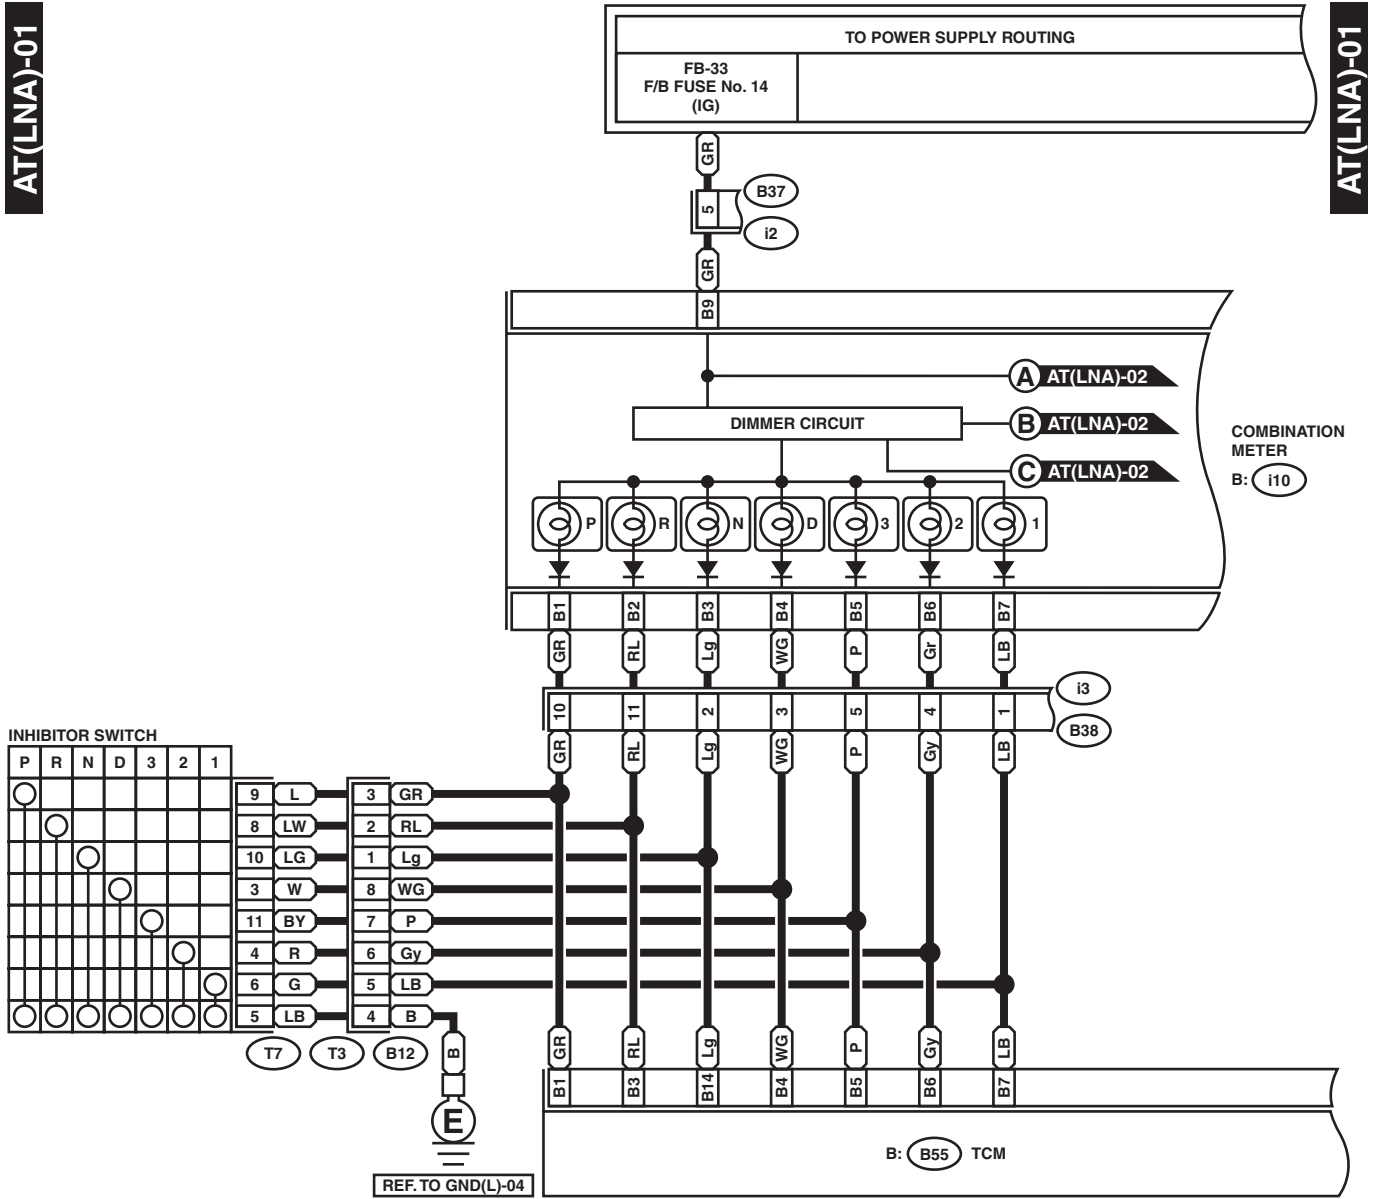 AT(LNA)-01
AT(LNA)-01
TO POWER SUPPLY ROUTING
FB-33
F/B FUSE No. 14
(IG)
GR
5
B37
i2
GR
B9
A AT(LNA)-02
DIMMER CIRCUIT
B AT(LNA)-02
C AT(LNA)-02
COMBINATION
METER
B: i10
P R N D 3 2 1
B1 B2 B3 B4 B5 B6 B7
GR RL Lg WG P Gr LB
i3
10 11 2 3 5 4 1
B38
GR RL Lg WG P Gy LB
INHIBITOR SWITCH
P R N D 3 2 1
9 L 3 GR
8 LW 2 RL
10 LG 1 Lg
3 W 8 WG
11 BY 7 P
4 R 6 Gy
6 G 5 LB
5 LB 4 B
T7 T3 B12
B
GR RL Lg WG P Gy LB
B1 B3 B14 B4 B5 B6 B7
E
B: B55 TCM
REF. TO GND(L)-04